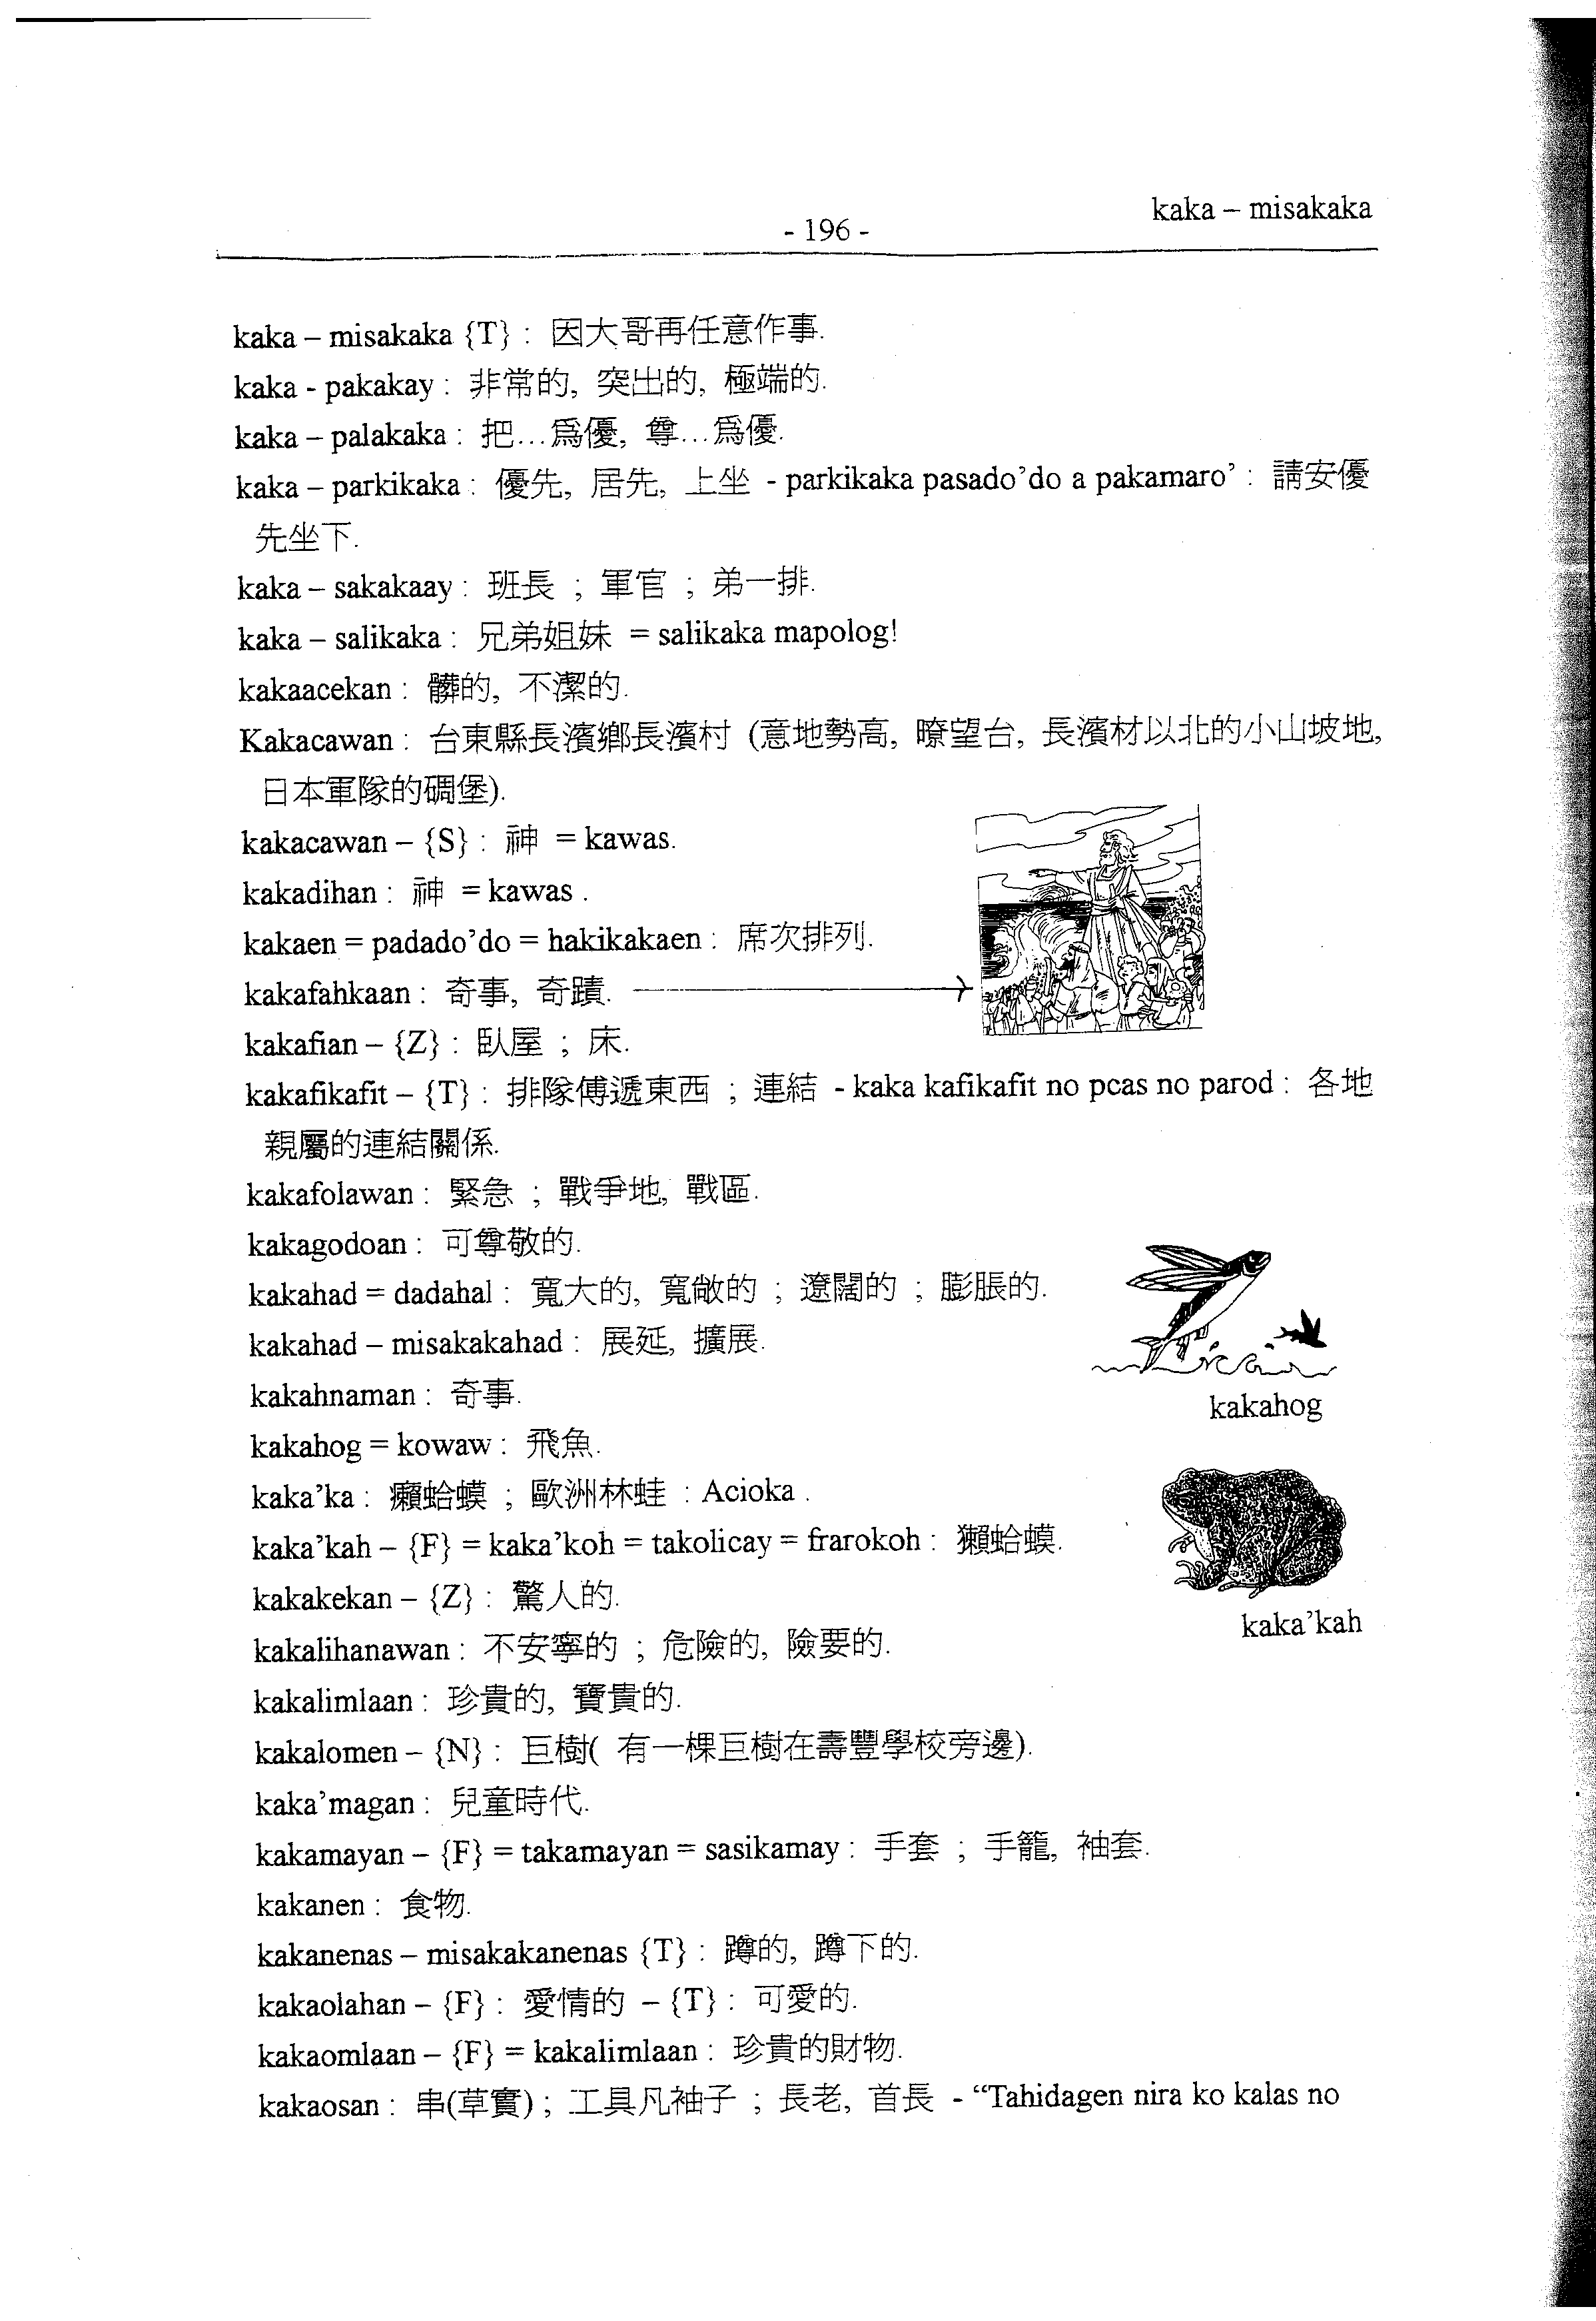 kaka – misakaka
- 196 -
kaka – misakaka {T} : 因大哥再任意作事.
kaka - pakakay : 非常的, 突出的, 極端的.
kaka – palakaka : 把...爲優, 尊...爲優.
kaka – parkikaka : 優先, 居先, 上坐 - parkikaka pasado’do a pakamaro’ : 請安優
先坐下.
kaka – sakakaay : 班長 ; 軍官 ; 弟一排.
kaka – salikaka : 兄弟姐妹 = salikaka mapolog!
kakaacekan : 髒的, 不潔的.
Kakacawan : 台東縣長濱鄉長濱村 (意地勢高, 瞭望台, 長濱材以北的小山坡地,
日本軍隊的碉堡).
kakacawan – {S} : 神 = kawas.
kakadihan : 神 = kawas .
kakaen = padado’do = hakikakaen : 席次排列.
kakafahkaan : 奇事, 奇蹟.
kakafian – {Z} : 臥屋 ; 床.
kakafikafit – {T} : 排隊傅遞東西 ; 連結 - kaka kafikafit no pcas no parod : 各地
親屬的連結關係.
kakafolawan : 緊急 ; 戰爭地, 戰區.
kakagodoan : 可尊敬的.
kakahad = dadahal : 寬大的, 寬敞的 ; 遼闊的 ; 膨脹的.
kakahad – misakakahad : 展延, 擴展.
kakahnaman : 奇事.
kakahog
kakahog = kowaw : 飛魚.
kaka’ka : 癩蛤蟆 ; 歐洲林蛙 : Acioka .
kaka’kah – {F} = kaka’koh = takolicay = frarokoh : 獺蛤蟆.
kakakekan – {Z} : 驚人的.
kaka’kah
kakalihanawan : 不安寧的 ; 危險的, 險要的.
kakalimlaan : 珍貴的, 寶貴的.
kakalomen – {N} : 巨樹( 有一棵巨樹在壽豐學校旁邊).
kaka’magan : 兒童時代.
kakamayan – {F} = takamayan = sasikamay : 手套 ; 手籠, 袖套.
kakanen : 食物.
kakanenas – misakakanenas {T} : 蹲的, 蹲下的.
kakaolahan – {F} : 愛情的 – {T} : 可愛的.
kakaomlaan – {F} = kakalimlaan : 珍貴的財物.
kakaosan : 串(草實) ; 工具凡袖子 ; 長老, 首長 - “Tahidagen nira ko kalas no